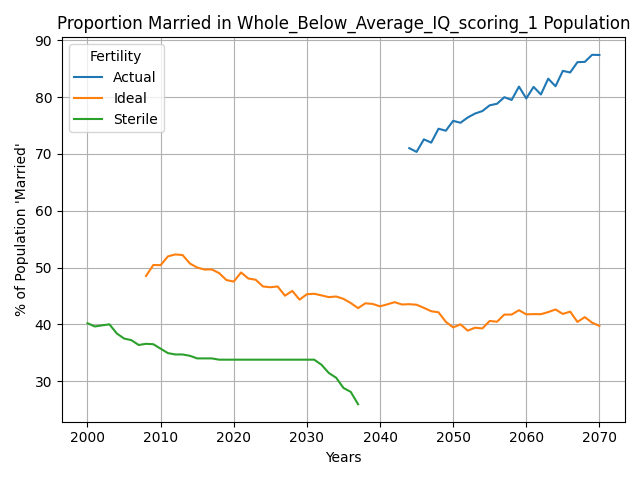 Proportion Married in Whole_Below_Average_IQ_scoring_1 Population
% of Population 'Married'
90
80
70
60
50
40
30
Fertility
Actual
Ideal
Sterile
2000 2010 2020 2030 2040 2050 2060 2070
Years